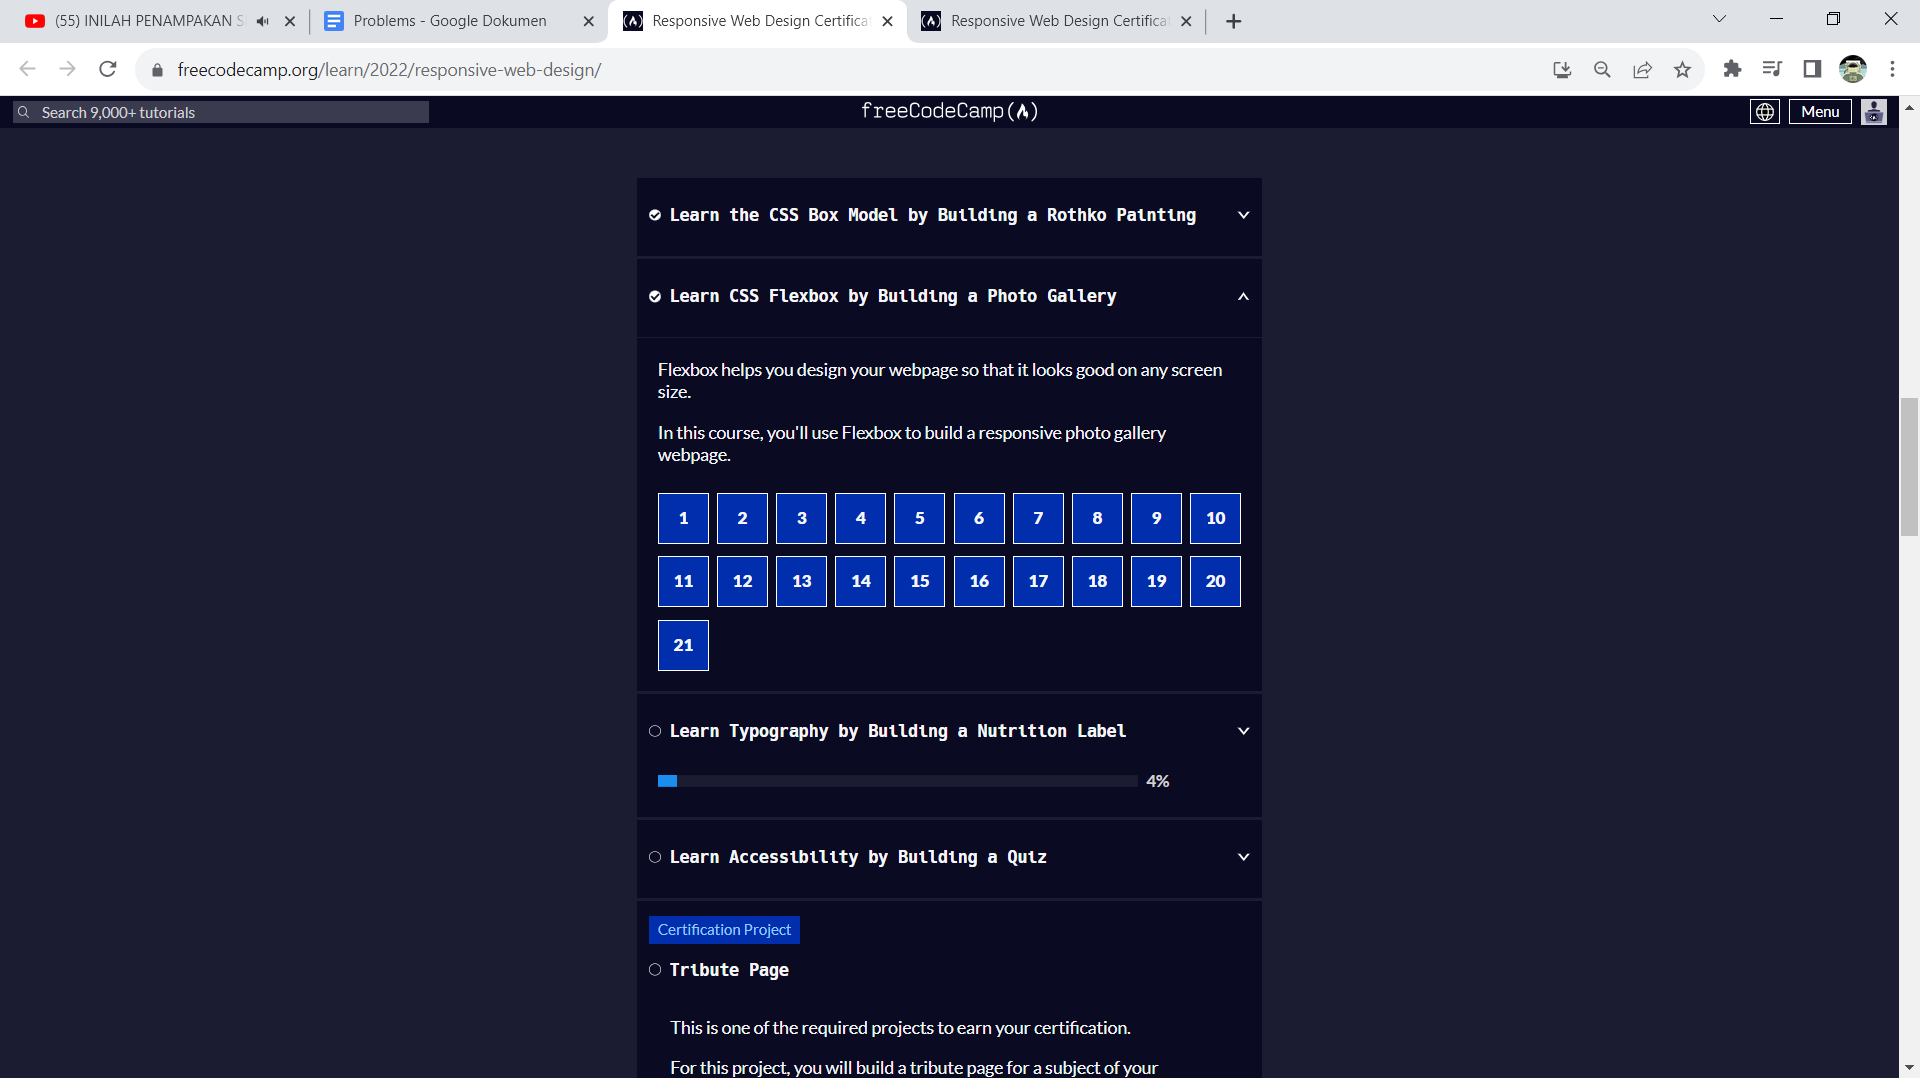 (55) INILAH PENAMPAKAN S
Problems - Google Dokumen
Responsive Web Design Certifica
Responsive Web Design Certifica
freecodecamp.org/learn/2022/responsive-web-design/
Search 9,000+ tutorials
freeCodeCamp
Menu
Learn the CSS Box Model by Building a Rothko Painting
Learn CSS Flexbox by Building a Photo Gallery
Flexbox helps you design your webpage so that it looks good on any screen
size.
In this course, you'll use Flexbox to build a responsive photo gallery
webpage.
1 2 3 4 5 6 7 8 9 10
11 12 13 14 15 16 17 18 19 20
21
Learn Typography by Building a Nutrition Label
4%
Learn Accessibility by Building a Quiz
Certification Project
Tribute Page
This is one of the required projects to earn your certification.
For this project, you will build a tribute page for a subject of your